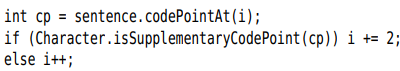 int cp = sentence.codePointAt(i);
if (Character.isSupplementaryCodePoint(cp)) i += 2;
else i++;